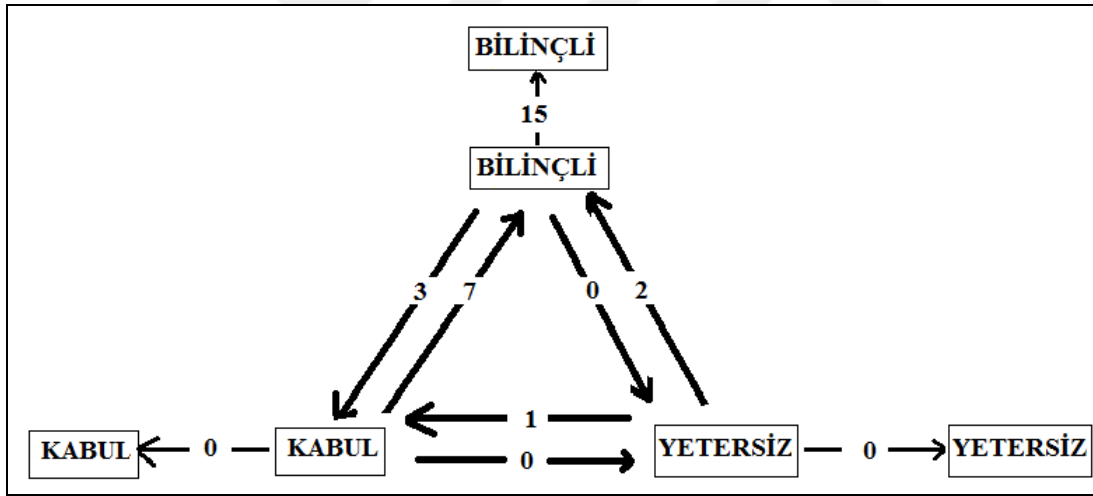 BİLİNÇLİ
15
BİLİNÇLİ
3 7 0 2
1
KABUL 0 KABUL 0 YETERSİZ 0 YETERSİZ